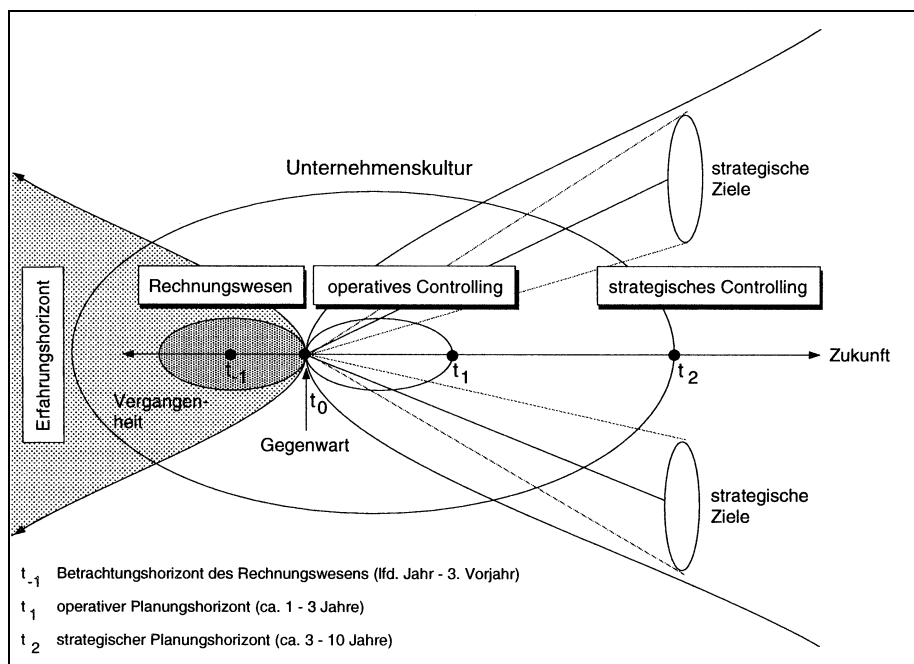 Unternehmenskultur
strategische
Ziele
Erfahrungshorizont
Rechnungswesen
operatives Controlling
strategisches Controlling
t-1
t0
t1
t2
Zukunft
Vergangen-
heit
Gegenwart
strategische
Ziele
t-1 Betrachtungshorizont des Rechnungswesens (lfd. Jahr - 3. Vorjahr)
t1 operativer Planungshorizont (ca. 1 - 3 Jahre)
t2 strategischer Planungshorizont (ca. 3 - 10 Jahre)